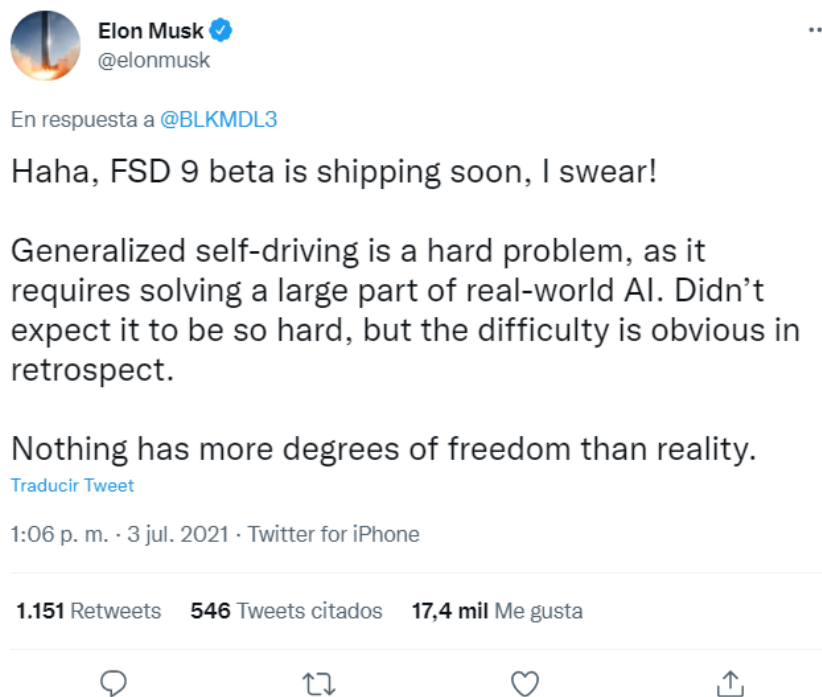 Elon Musk
@elonmusk
En respuesta a @BLKMDL3
Haha, FSD 9 beta is shipping soon, I swear!
Generalized self-driving is a hard problem, as it
requires solving a large part of real-world AI. Didn’t
expect it to be so hard, but the difficulty is obvious in
retrospect.
Nothing has more degrees of freedom than reality.
Traducir Tweet
1:06 p. m. · 3 jul. 2021 · Twitter for iPhone
1.151 Retweets 546 Tweets citados 17,4 mil Me gusta